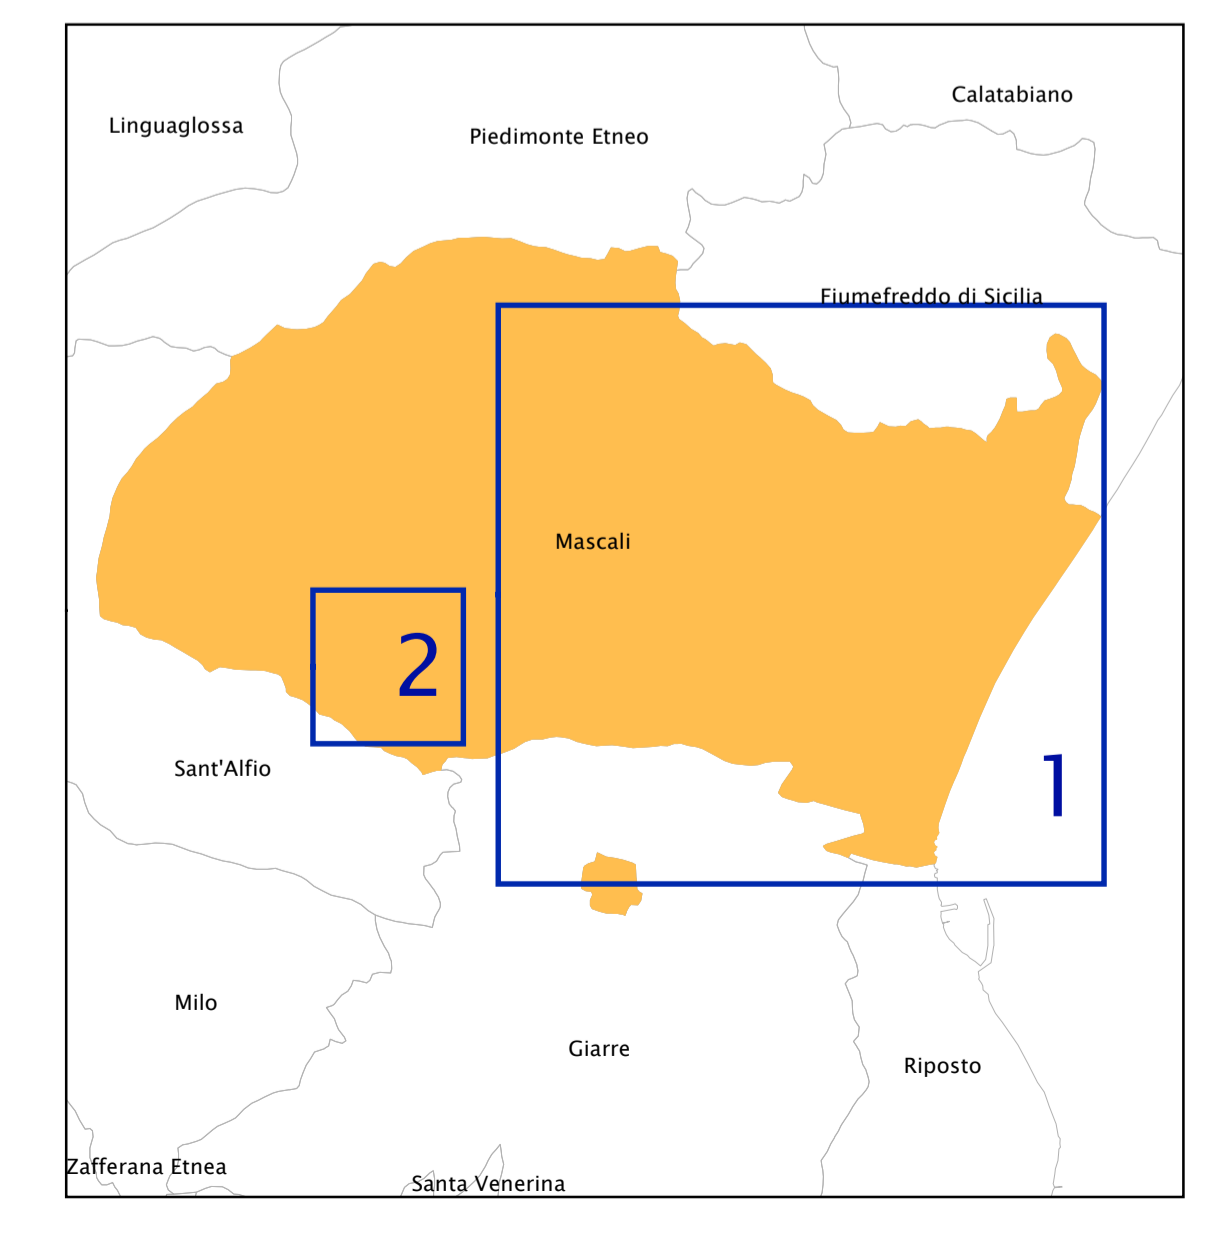 Calatabiano
Linguaglossa
Piedimonte Etneo
Fiumefreddo di Sicilia
Mascali
2
Sant'Alfio
1
Milo
Giarre
Riposto
Zafferana Etnea
Santa Venerina